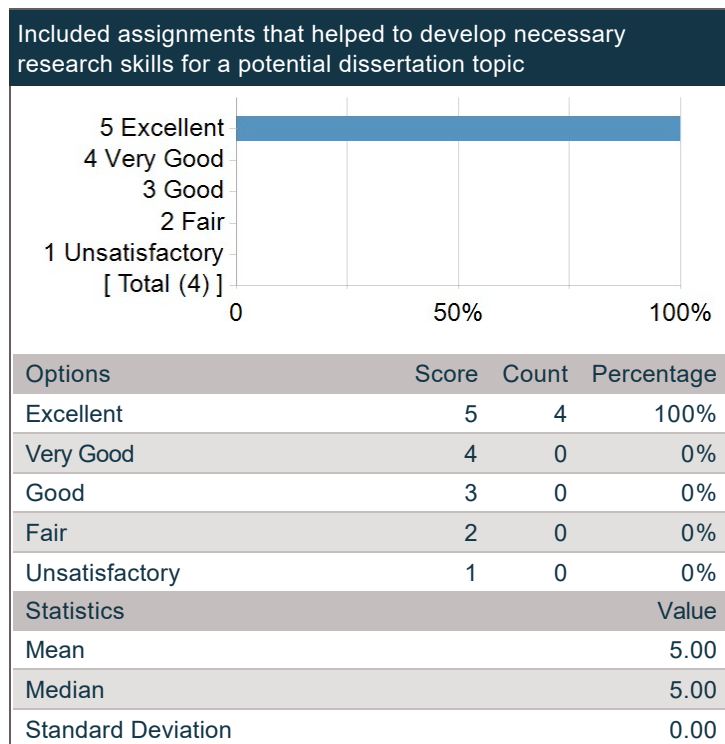 Included assignments that helped to develop necessary
research skills for a potential dissertation topic
5 Excellent
4 Very Good
3 Good
2 Fair
1 Unsatisfactory
[ Total (4) ]
0 50% 100%
Options Score Count Percentage
Excellent 5 4 100%
Very Good 4 0 0%
Good 3 0 0%
Fair 2 0 0%
Unsatisfactory 1 0 0%
Statistics Value
Mean 5.00
Median 5.00
Standard Deviation 0.00